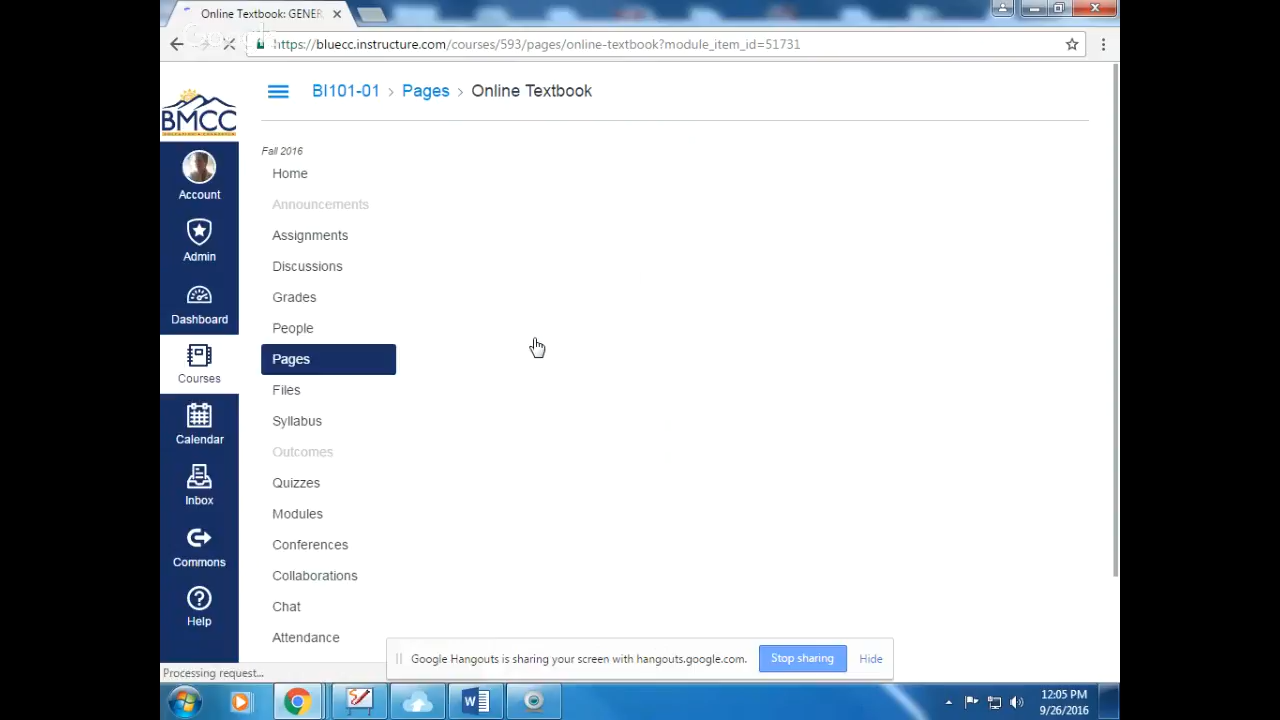 Online Textbook: GENER
Google
https://bluecc.instructure.com/courses/593/pages/online-textbook?module_item_id=51731
BMCC
BI101-01 > Pages > Online Textbook
Fall 2016
Home
Announcements
Assignments
Discussions
Grades
People
Pages
Files
Syllabus
Outcomes
Quizzes
Modules
Conferences
Collaborations
Chat
Attendance
Account
Admin
Dashboard
Courses
Calendar
Inbox
Commons
Help
Google Hangouts is sharing your screen with hangouts.google.com. Stop sharing Hide
Processing request...
12:05 PM
9/26/2016